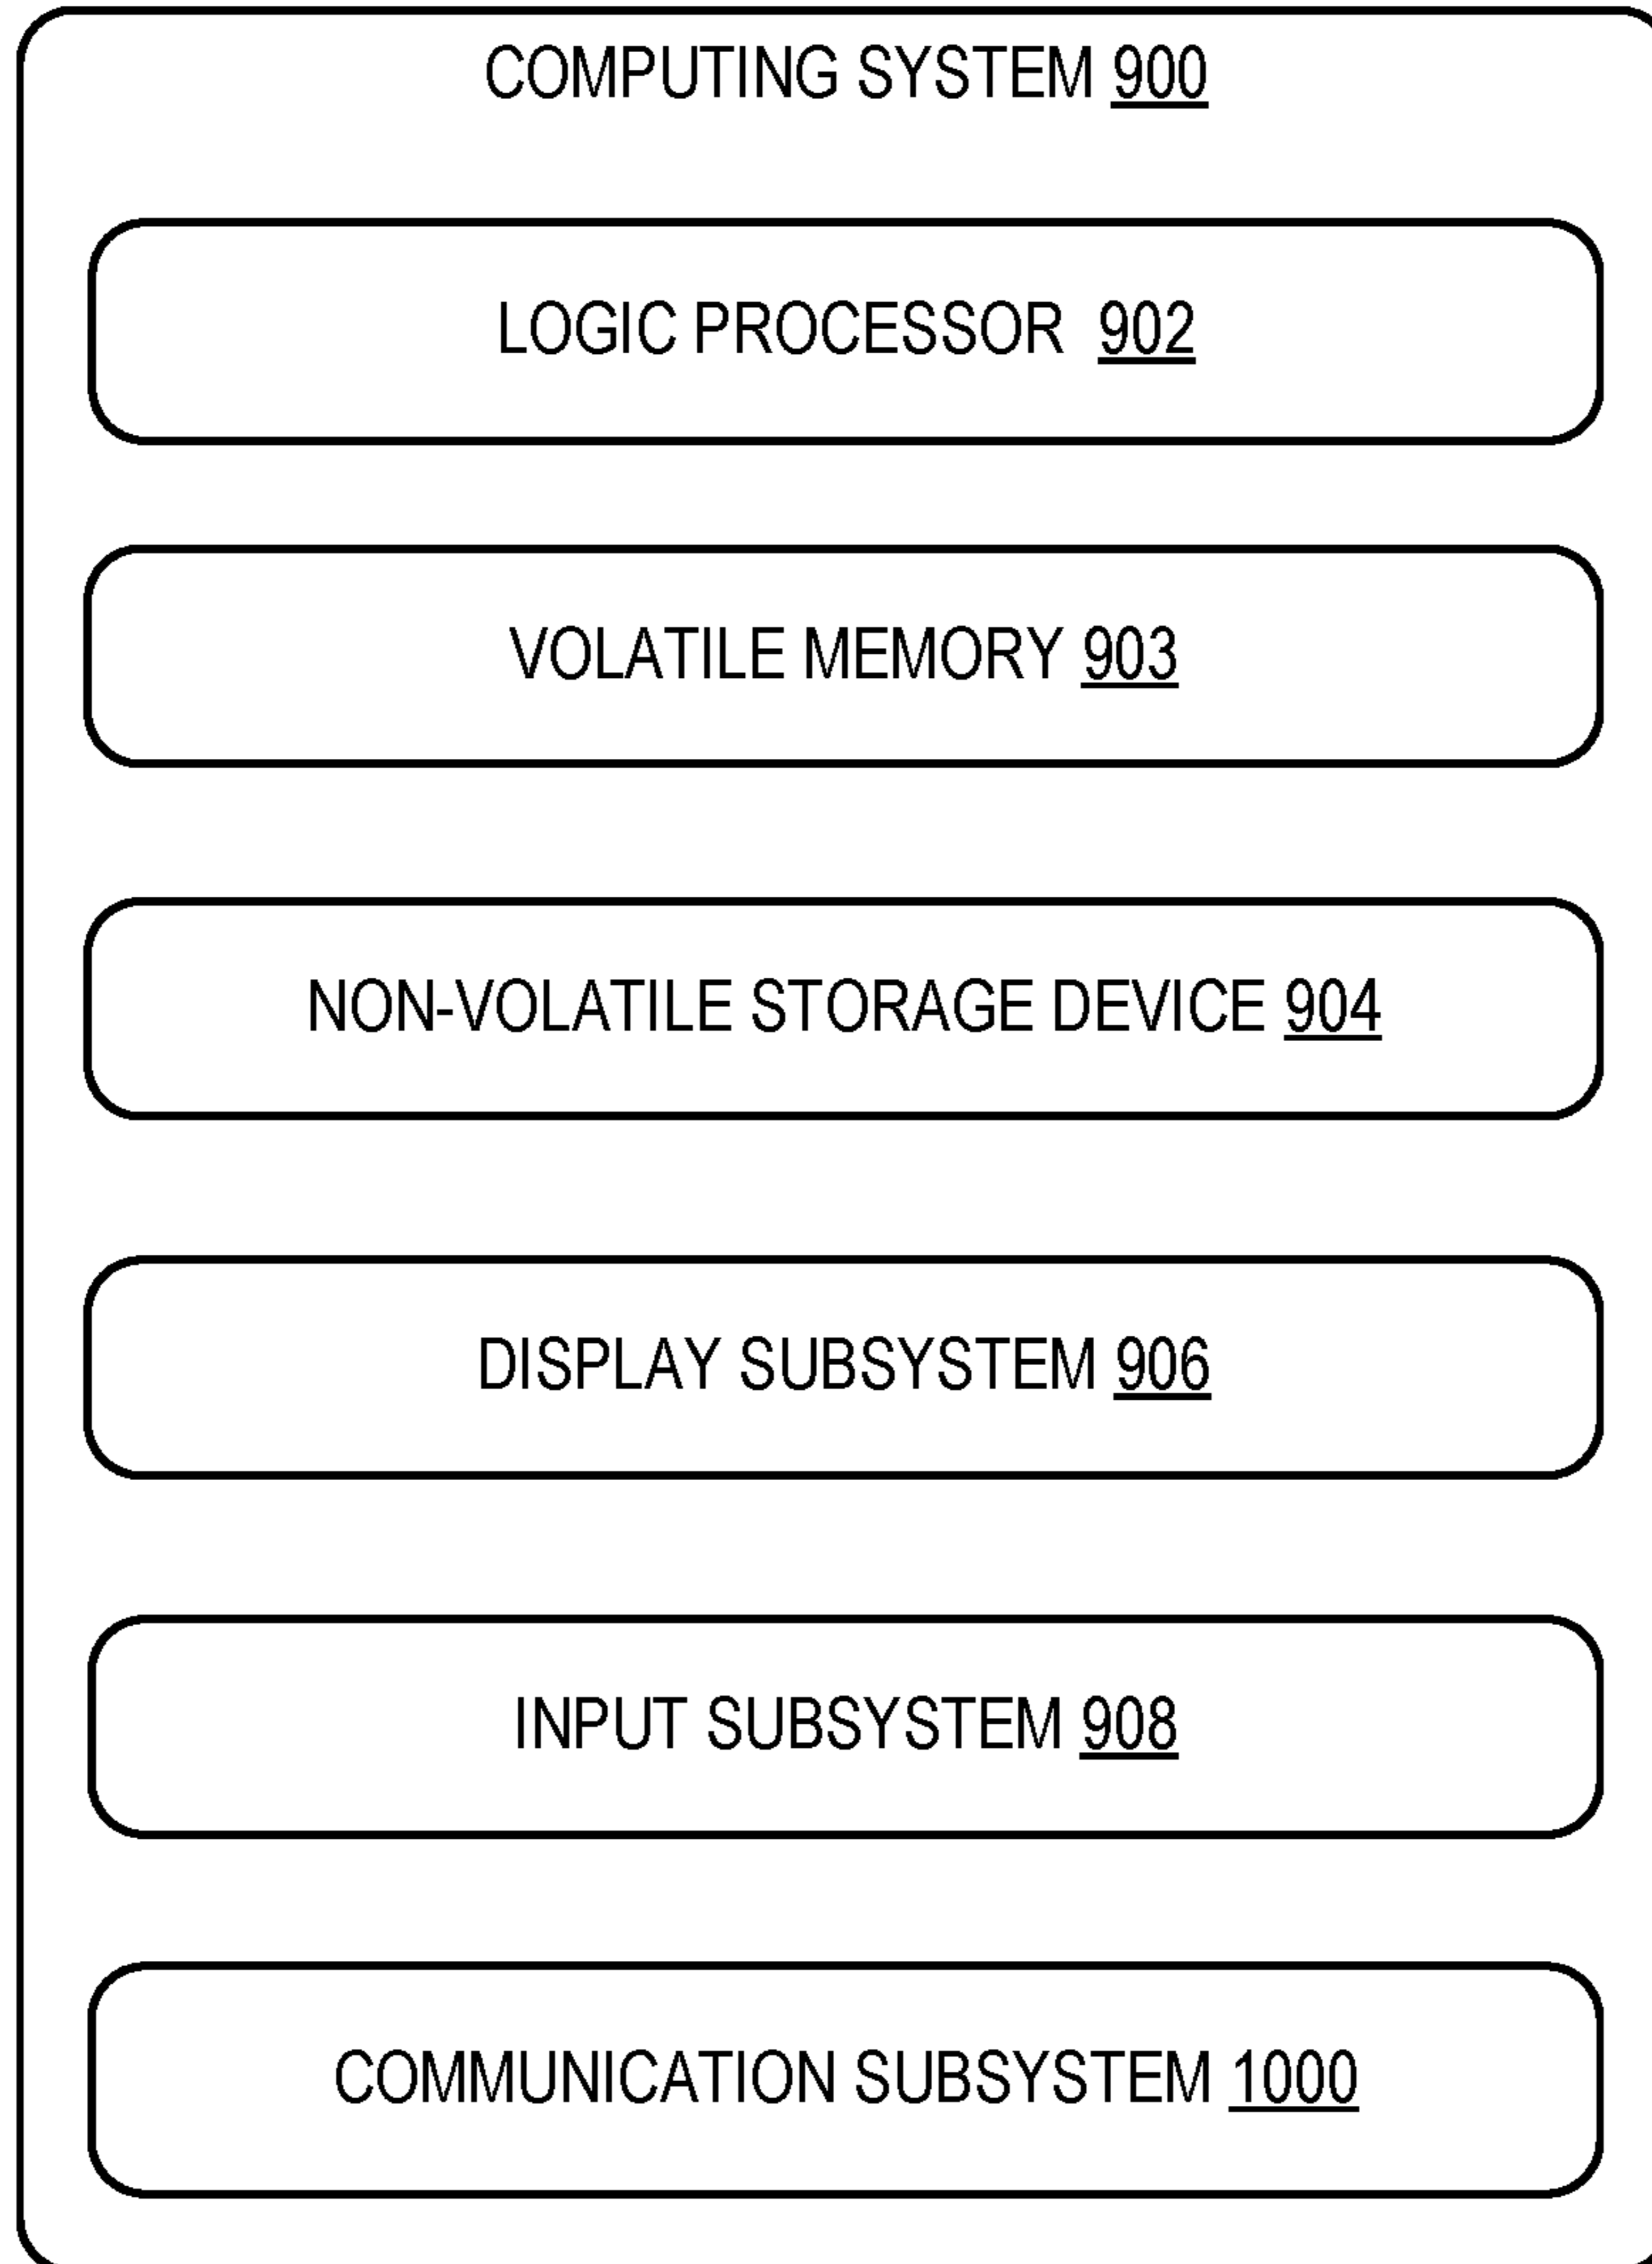 COMPUTING SYSTEM 900
LOGIC PROCESSOR 902
VOLATILE MEMORY 903
NON-VOLATILE STORAGE DEVICE 904
DISPLAY SUBSYSTEM 906
INPUT SUBSYSTEM 908
COMMUNICATION SUBSYSTEM 1000